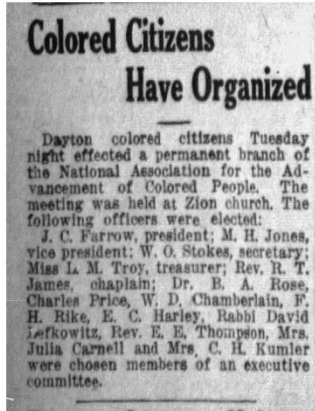 Colored Citizens
Have Organized
Dayton colored citizens Tuesday
night effected a permanent branch of
the National Association for the Ad-
vancement of Colored People. The
meeting was held at Zion church. The
following officers were elected:
J. C. Farrow, president; M. H. Jones,
vice president; W. O. Stokes, secretary;
Miss L. M. Troy, treasurer; Rev. R. T.
James, chaplain; Dr. B. A. Rose,
Charles Price, W. D. Chamberlain, F.
H. Rike, E. C. Harley, Rabbi David
Lefkowitz, Rev. E. E. Thompson, Mrs.
Julia Carnell and Mrs. C. H. Kumler
were chosen members of an executive
committee.